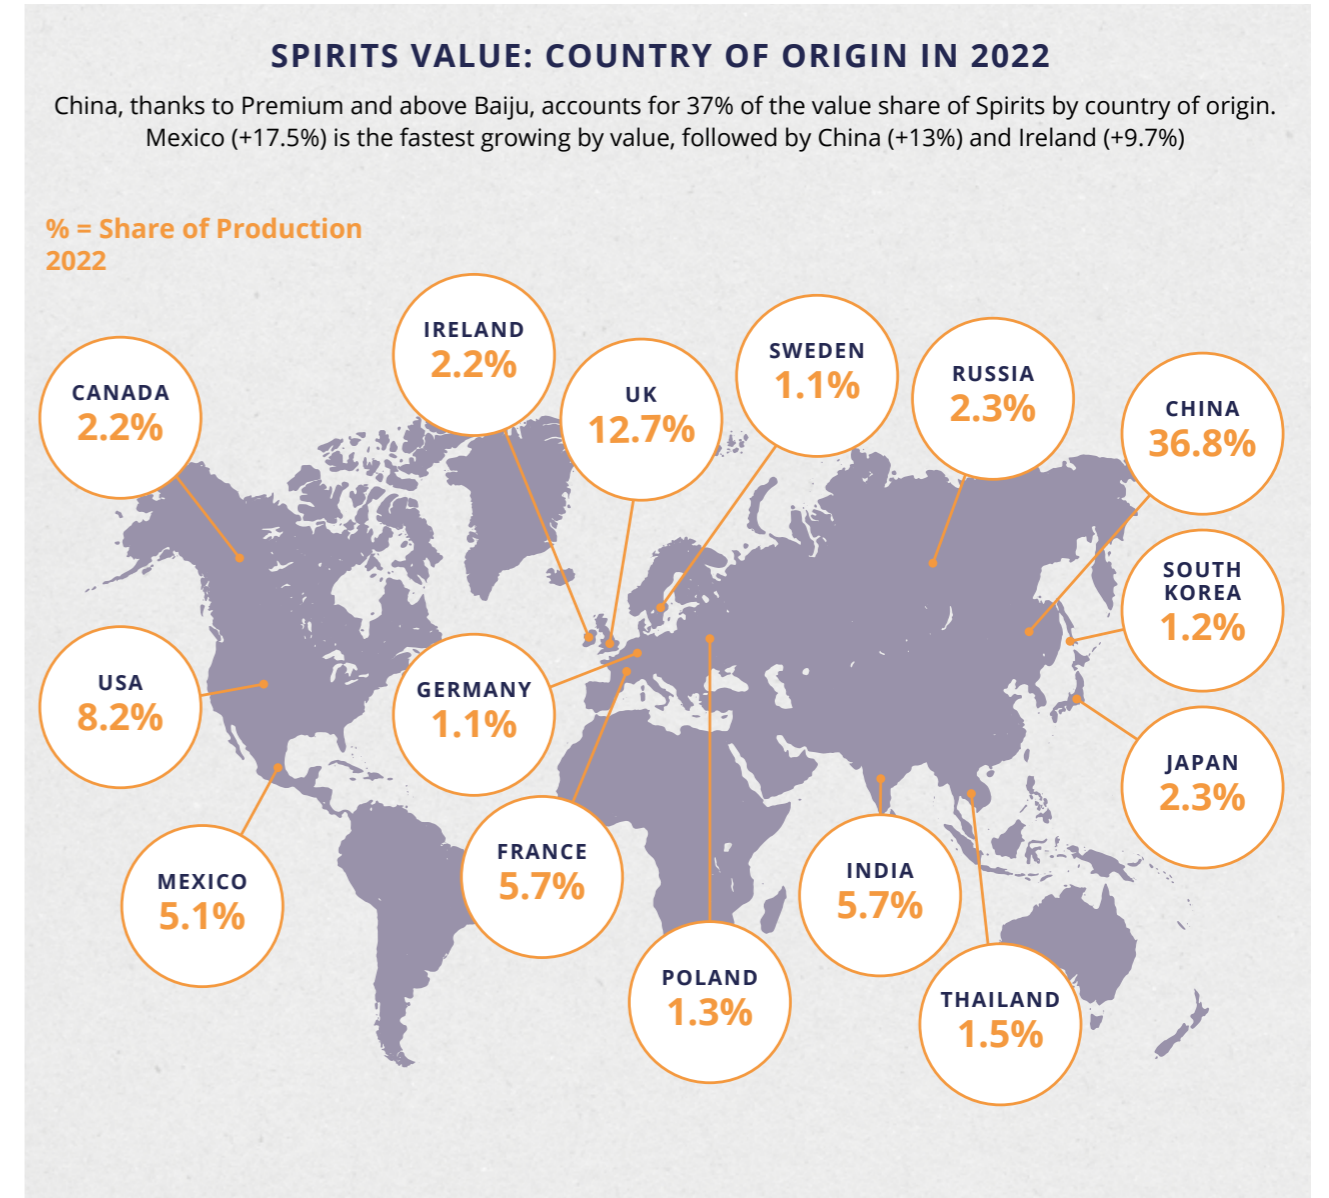 SPIRITS VALUE: COUNTRY OF ORIGIN IN 2022
China, thanks to Premium and above Baiju, accounts for 37% of the value share of Spirits by country of origin.
Mexico (+17.5%) is the fastest growing by value, followed by China (+13%) and Ireland (+9.7%)
% = Share of Production
2022
IRELAND
2.2%
SWEDEN
1.1%
RUSSIA
2.3%
CANADA
2.2%
UK
12.7%
CHINA
36.8%
SOUTH
KOREA
1.2%
USA
8.2%
GERMANY
1.1%
JAPAN
2.3%
MEXICO
5.1%
FRANCE
5.7%
INDIA
5.7%
POLAND
1.3%
THAILAND
1.5%